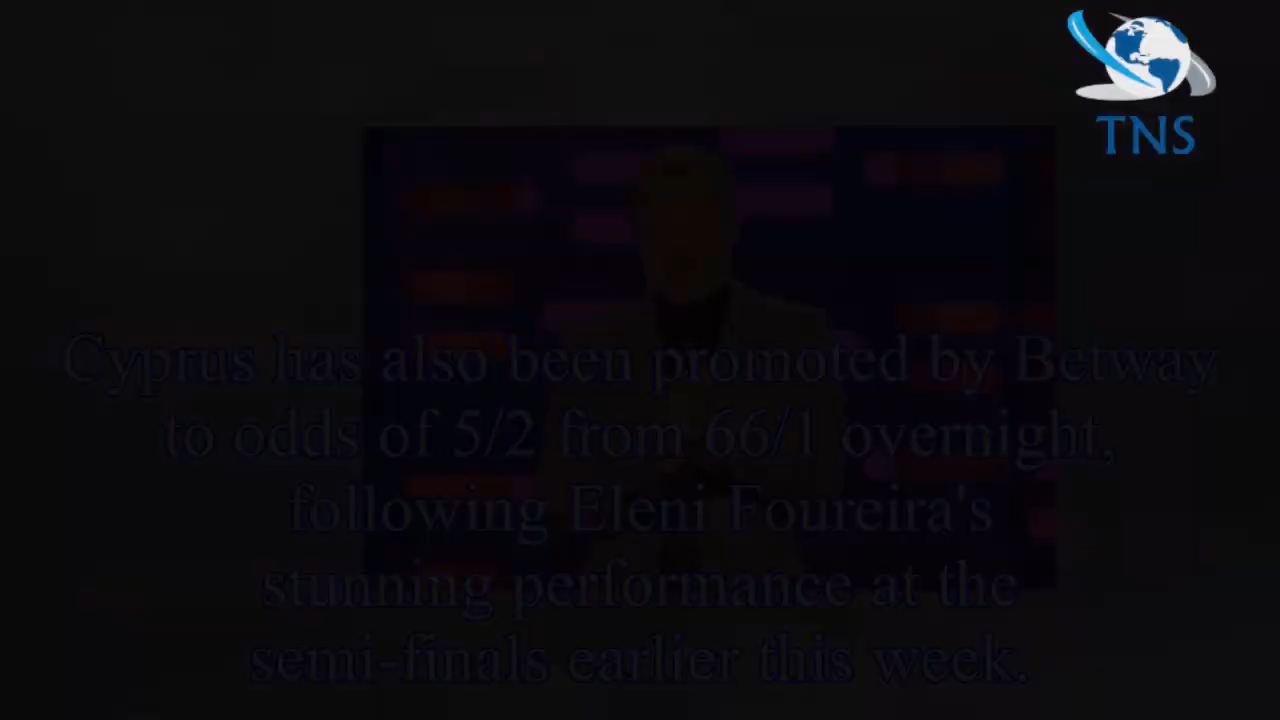 TNS
Cyprus has also been promoted by Betway
to odds of 5/2 from 66/1 overnight,
following Eleni Foureira's
stunning performance at the
semi-finals earlier this week.